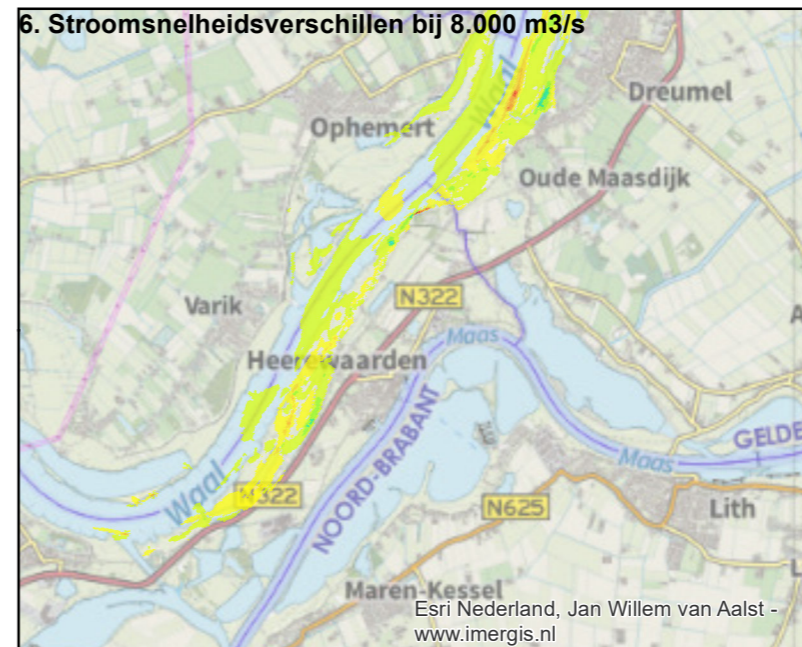 6. Stroomsnelheidsverschillen bij 8.000 m3/s
Waal
Dreumel
Ophemert
Oude Maasdijk
N322
Varik
Maas
Heerewaarden
NOORD-BRABANT
GELDE
Maas
Waal
N322
N625
Lith
Maren-Kessel
Esri Nederland, Jan Willem van Aalst -
www.imergis.nl